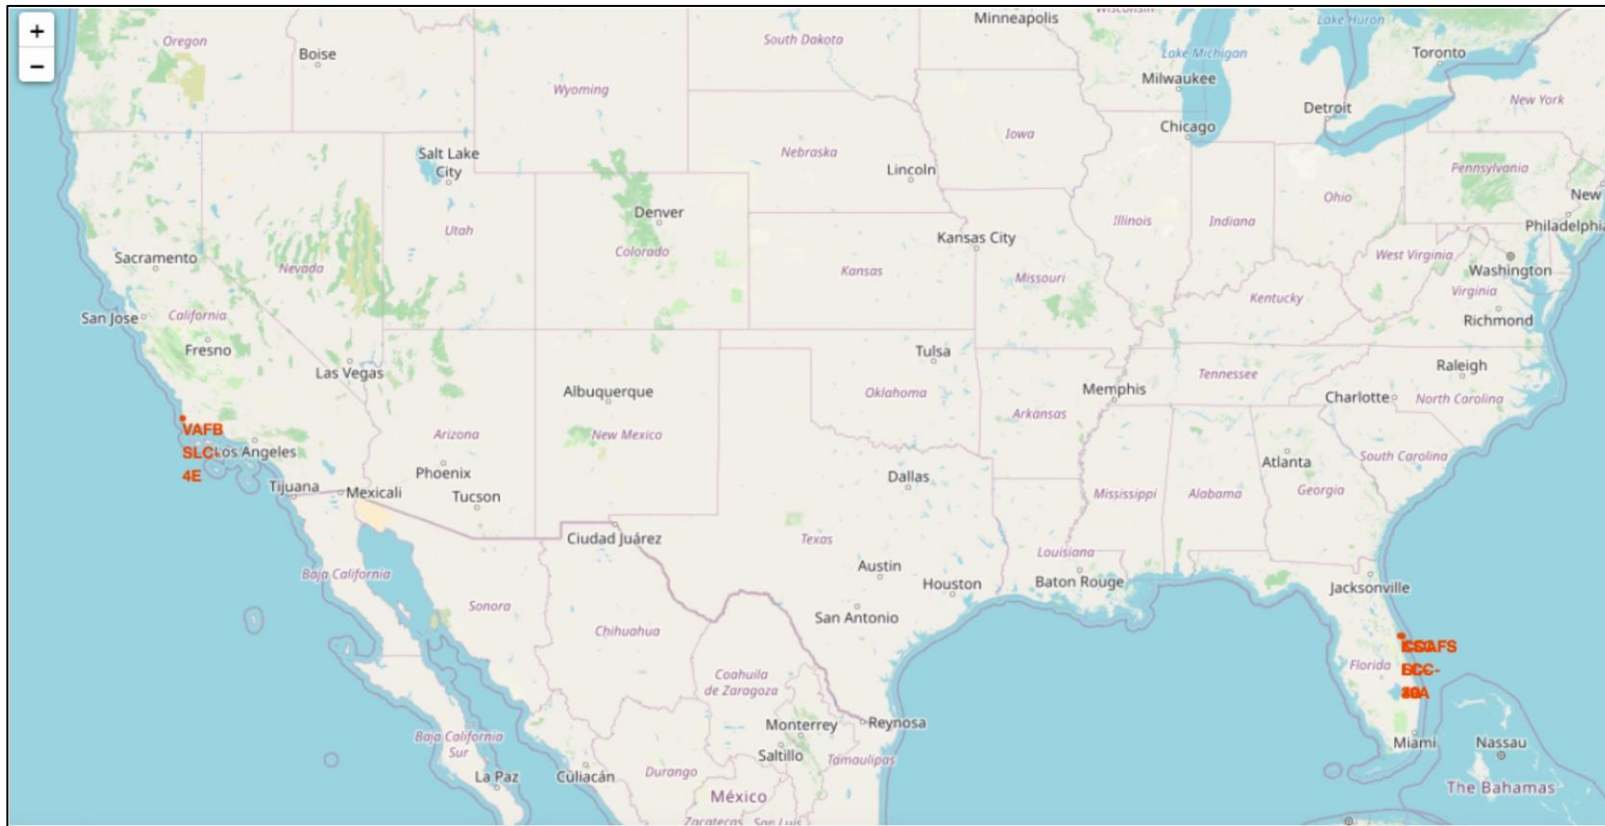 +
−
Oregon
Boise
South Dakota
Minneapolis
Wisconsin
Lake Huron
Lake Michigan
Toronto
Milwaukee
Wyoming
New York
Detroit
Chicago
Iowa
Nebraska
Salt Lake
City
Lincoln
Pennsylvania
New
Ohio
Denver
Illinois
Indiana
Philadelphia
Utah
Kansas City
Colorado
West Virginia
Sacramento
Nevada
Kansas
Missouri
Washington
Virginia
Kentucky
San Jose
California
Richmond
Fresno
Las Vegas
Tulsa
Raleigh
Tennessee
Albuquerque
Oklahoma
Memphis
Charlotte
North Carolina
Arkansas
VAFB
SLC-
4E
Los Angeles
Arizona
New Mexico
South Carolina
Atlanta
Phoenix
Dallas
Tijuana
Mexicali
Tucson
Mississippi
Alabama
Georgia
Ciudad Juárez
Texas
Louisiana
Austin
Houston
Baton Rouge
Jacksonville
Baja California
Sonora
San Antonio
Chihuahua
Florida
Coahuila
de Zaragoza
Monterrey
Reynosa
Baja California
Sur
Saltillo
Tamaulipas
Miami
Nassau
La Paz
Culiacán
Durango
The Bahamas
México
Zacatecas
San Luis